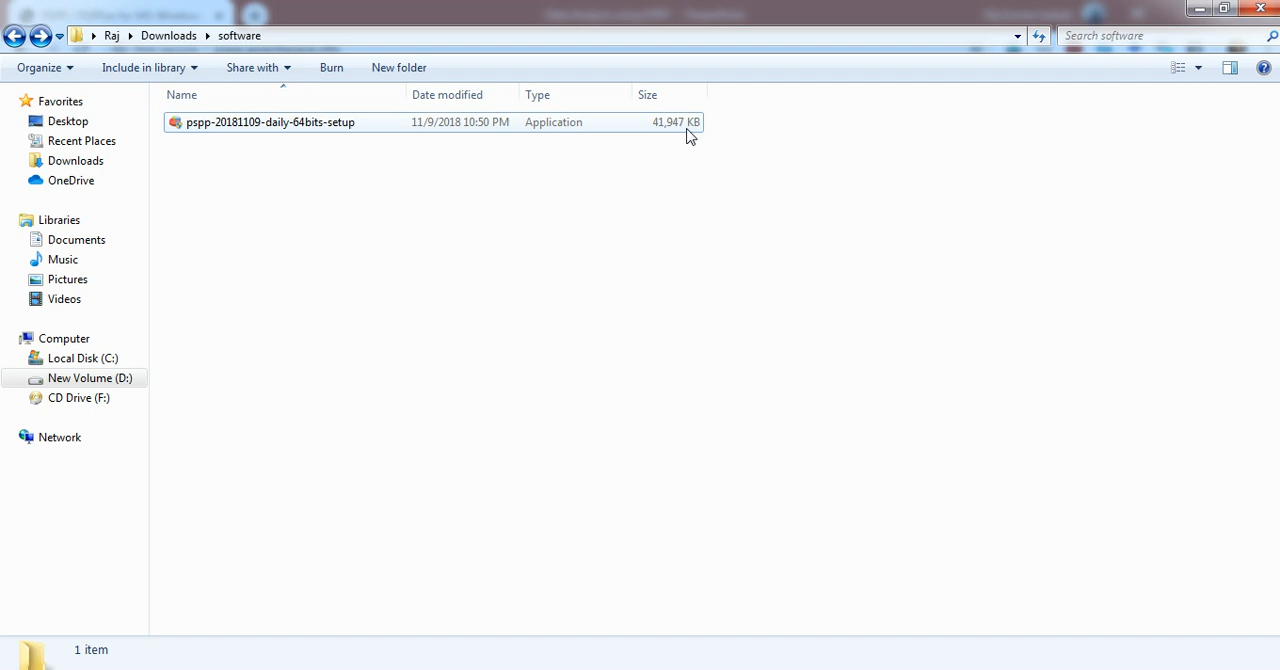 Raj Downloads software Search software
Organize Include in library Share with Burn New folder
Name Date modified Type Size
pspp-20181109-daily-64bits-setup 11/9/2018 10:50 PM Application 41,947 KB
Favorites
Desktop
Recent Places
Downloads
OneDrive
Libraries
Documents
Music
Pictures
Videos
Computer
Local Disk (C:)
New Volume (D:)
CD Drive (F:)
Network
1 item